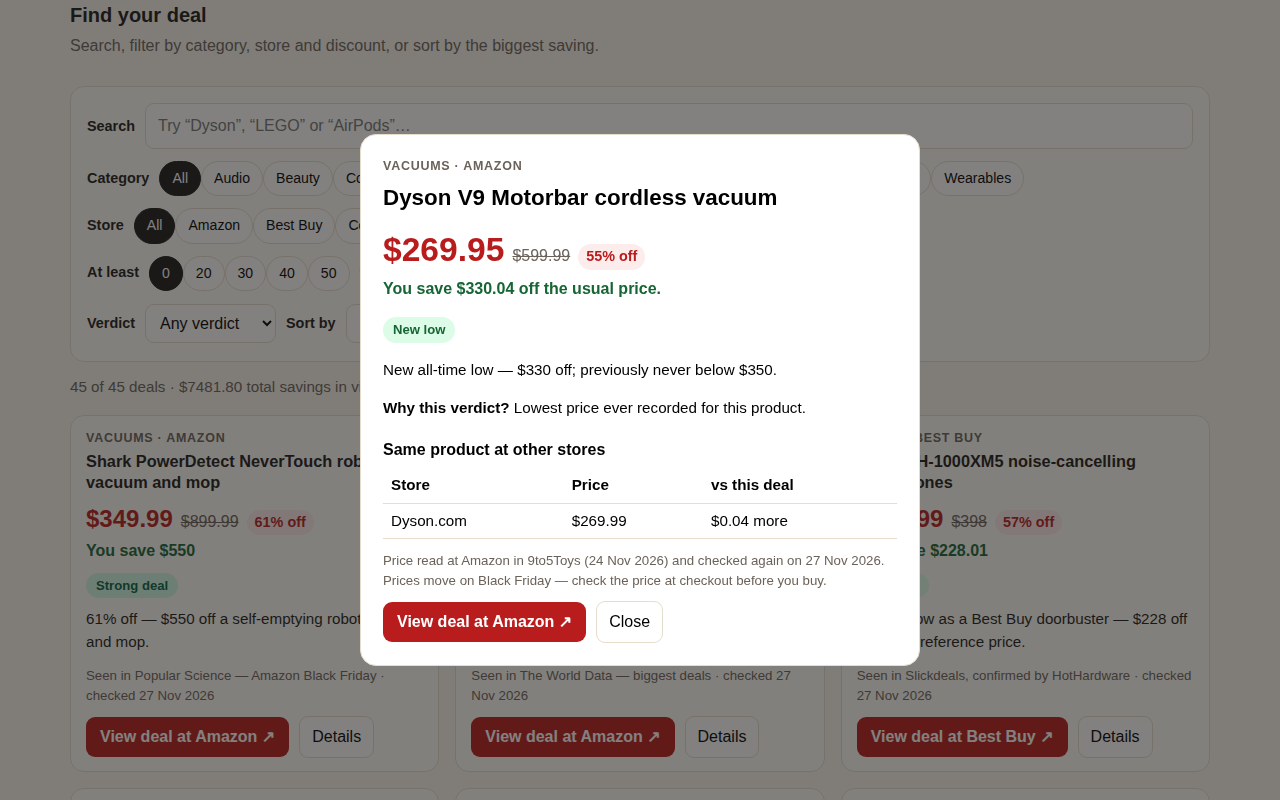 Find your deal
Search, filter by category, store and discount, or sort by the biggest saving.
Search
Try “Dyson”, “LEGO” or “AirPods”…
Category
All
Audio
Beauty
Wearables
Store
All
Amazon
Best Buy
At least
0
20
30
40
50
Verdict
Any verdict
Sort by
45 of 45 deals · $7481.80 total savings in
VACUUMS · AMAZON
Dyson V9 Motorbar cordless vacuum
$269.95 $599.99 55% off
You save $330.04 off the usual price.
New low
New all-time low — $330 off; previously never below $350.
Why this verdict? Lowest price ever recorded for this product.
Same product at other stores
Store Price vs this deal
Dyson.com $269.99 $0.04 more
Price read at Amazon in 9to5Toys (24 Nov 2026) and checked again on 27 Nov 2026.
Prices move on Black Friday — check the price at checkout before you buy.
View deal at Amazon ↗
Close
VACUUMS · AMAZON
Shark PowerDetect NeverTouch
vacuum and mop
$349.99 $899.99 61% off
You save $550
Strong deal
61% off — $550 off a self-emptying robot
and mop.
Seen in Popular Science — Amazon Black Friday ·
checked 27 Nov 2026
View deal at Amazon ↗
Details
Seen in The World Data — biggest deals · checked 27
Nov 2026
View deal at Amazon ↗
Details
BEST BUY
H-1000XM5 noise-cancelling
$398 57% off
$228.01
as a Best Buy doorbuster — $228 off
reference price.
Seen in Slickdeals, confirmed by HotHardware · checked
27 Nov 2026
View deal at Best Buy ↗
Details